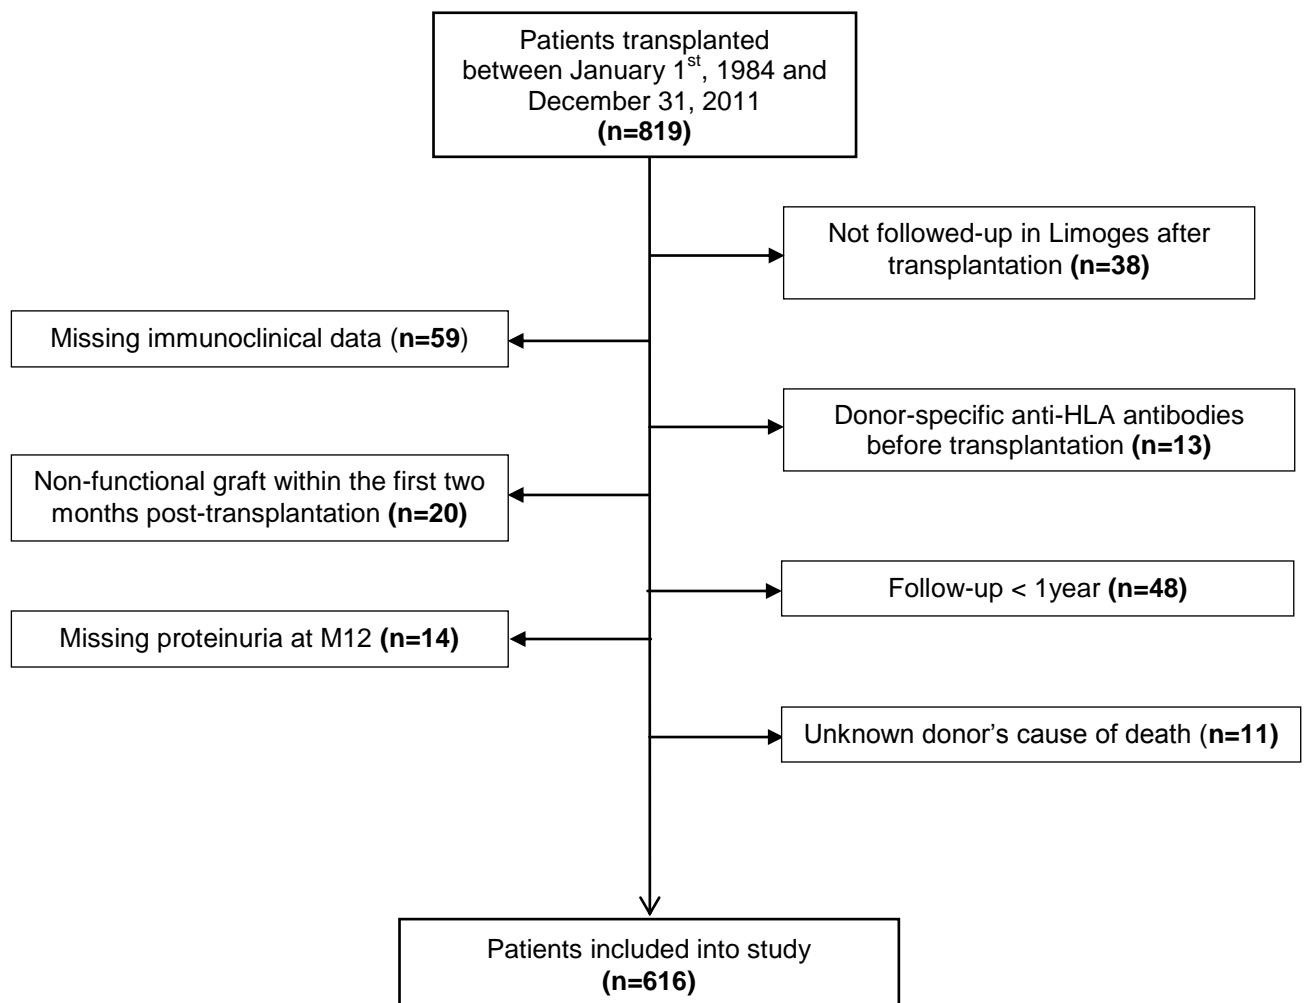 Patients transplanted
between January 1st, 1984 and
December 31, 2011
(n=819)
Not followed-up in Limoges after
transplantation (n=38)
Missing immunoclinical data (n=59)
Donor-specific anti-HLA antibodies
before transplantation (n=13)
Non-functional graft within the first two
months post-transplantation (n=20)
Follow-up < 1year (n=48)
Missing proteinuria at M12 (n=14)
Unknown donor’s cause of death (n=11)
Patients included into study
(n=616)